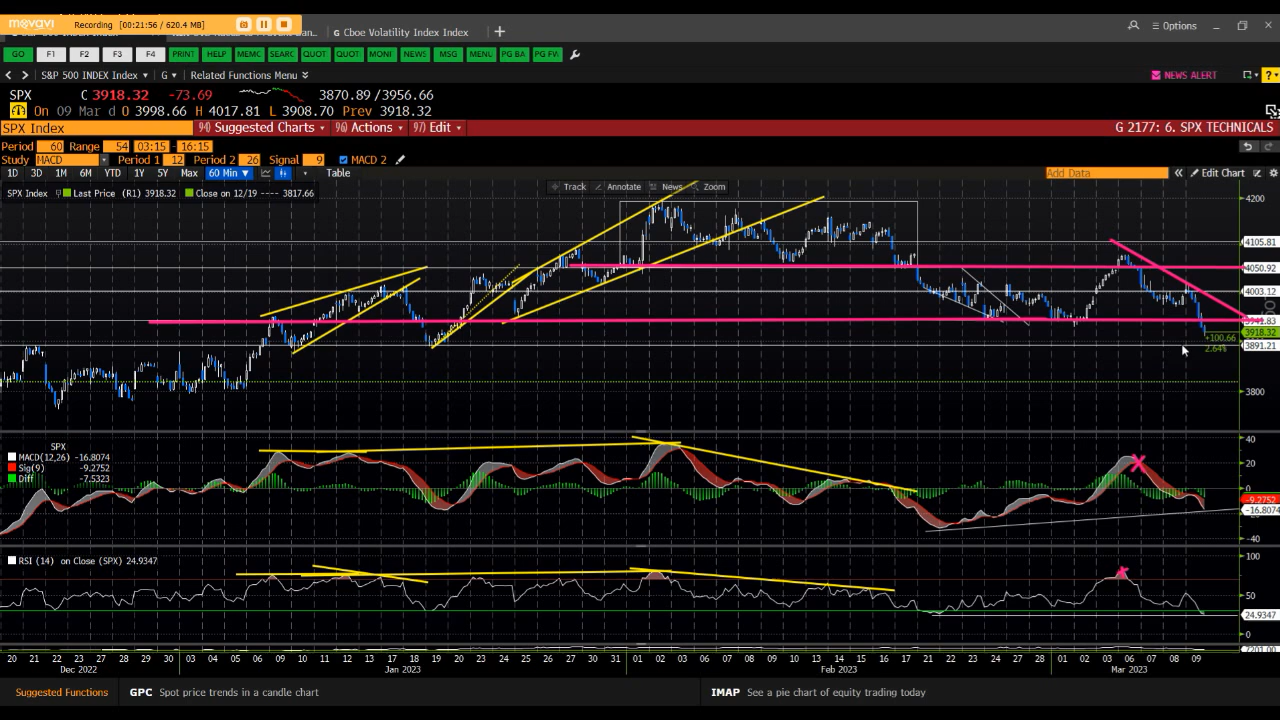 movavi Recording (00:21:56 / 620.4 MB)
G Cboe Volatility Index Index
Options
GO F1 F2 F3 F4 PRINT HELP MEMC SEARC QUOT QUOT MONI NEWS MSG MENU PG BA PG FW
S&P 500 INDEX Index G Related Functions Menu NEWS ALERT
SPX C 3918.32 -73.69 3870.89/3956.66
On 09 Mar d O 3998.66 H 4017.81 L 3908.70 Prev 3918.32
SPX Index 94) Suggested Charts 96) Actions 97) Edit G 2177: 6. SPX TECHNICALS
Period 60 Range 54 03:15 - 16:15
Study MACD Period 1 12 Period 2 26 Signal 9 MACD 2
1D 3D 1M 6M YTD 1Y 5Y Max 60 Min Table Add Data Edit Chart
Track Annotate News Zoom
SPX Index Last Price (R1) 3918.32 Close on 12/19 ---- 3817.66
4200
4105.81
4050.92
4003.12
3918.32
+100.66
2.64%
3891.21
3800
SPX
MACD(12,26) -16.8074
Sig(9) -9.2752
Diff -7.5323
40
20
0
-9.2752
-16.8074
-40
RSI (14) on Close (SPX) 24.9347
100
50
24.9347
0
20 21 22 23 27 28 29 30 03 04 05 06 09 10 11 12 13 17 18 19 20 23 24 25 26 27 30 31 01 02 03 06 07 08 09 10 13 14 15 16 17 21 22 23 24 27 28 01 02 03 06 07 08 09
Dec 2022 Jan 2023 Feb 2023 Mar 2023
Suggested Functions GPC Spot price trends in a candle chart IMAP See a pie chart of equity trading today